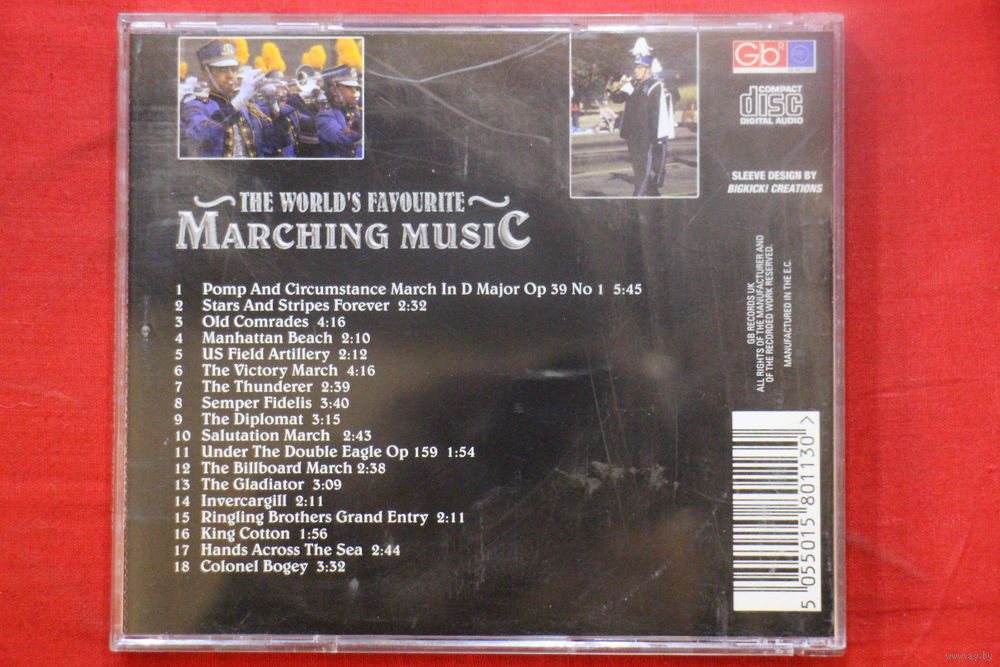 GbR
COMPACT
disc
DIGITAL AUDIO
SLEEVE DESIGN BY
BIGKICK! CREATIONS
THE WORLD'S FAVOURITE
MARCHING MUSIC
1 Pomp And Circumstance March In D Major Op 39 No 1 5:45
2 Stars And Stripes Forever 2:32
3 Old Comrades 4:16
4 Manhattan Beach 2:10
5 US Field Artillery 2:12
6 The Victory March 4:16
7 The Thunderer 2:39
8 Semper Fidelis 3:40
9 The Diplomat 3:15
10 Salutation March 2:43
11 Under The Double Eagle Op 159 1:54
12 The Billboard March 2:38
13 The Gladiator 3:09
14 Invercargill 2:11
15 Ringling Brothers Grand Entry 2:11
16 King Cotton 1:56
17 Hands Across The Sea 2:44
18 Colonel Bogey 3:32
GB RECORDS UK
ALL RIGHTS OF THE MANUFACTURER AND
OF THE RECORDED WORK RESERVED.
MANUFACTURED IN THE E.C.
5 055015 801130 >
www.ay.by